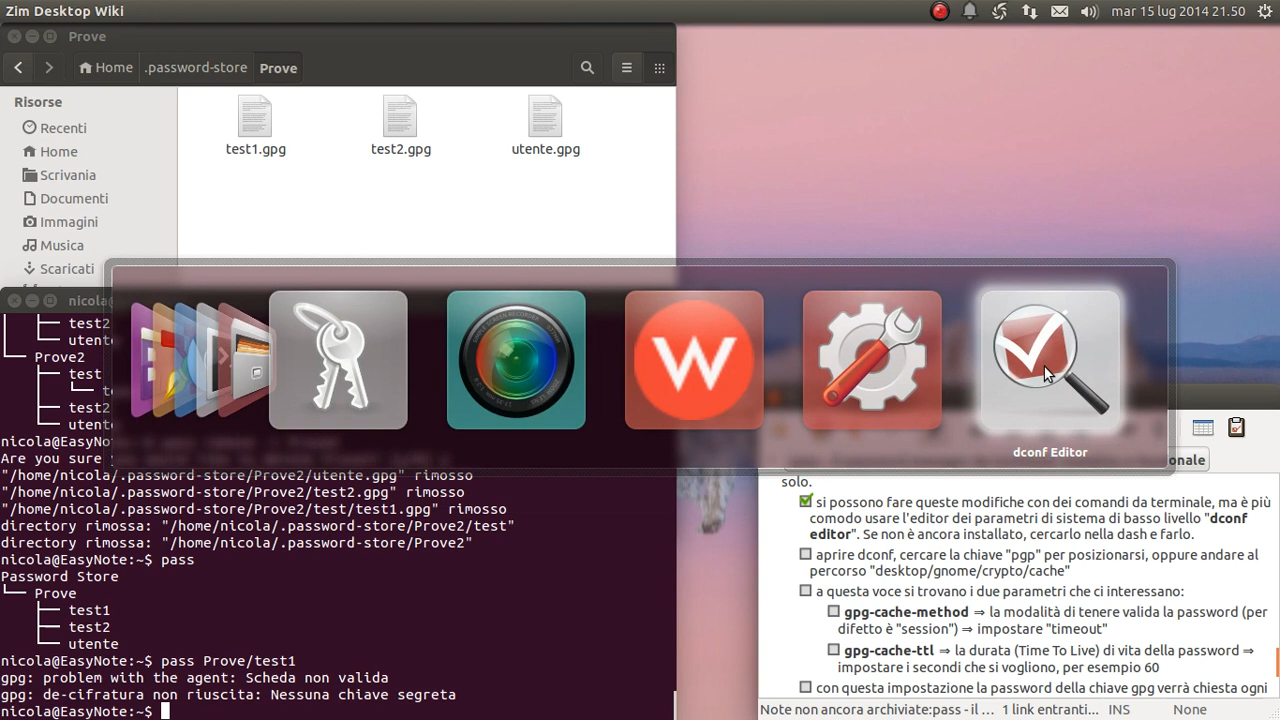 Zim Desktop Wiki
mar 15 lug 2014 21.50
Prove
Home
.password-store
Prove
Risorse
Recenti
Home
Scrivania
Documenti
Immagini
Musica
Scaricati
test1.gpg
test2.gpg
utente.gpg
dconf Editor
test2
Prove2
test
test2
nicola@EasyNote:~$
Are you sure
"/home/nicola/.password-store/Prove2/utente.gpg" rimosso
"/home/nicola/.password-store/Prove2/test2.gpg" rimosso
"/home/nicola/.password-store/Prove2/test/test1.gpg" rimosso
directory rimossa: "/home/nicola/.password-store/Prove2/test"
directory rimossa: "/home/nicola/.password-store/Prove2"
nicola@EasyNote:~$ pass
Password Store
└── Prove
├── test1
├── test2
└── utente
nicola@EasyNote:~$ pass Prove/test1
gpg: problem with the agent: Scheda non valida
gpg: de-cifratura non riuscita: Nessuna chiave segreta
nicola@EasyNote:~$
solo.
si possono fare queste modifiche con dei comandi da terminale, ma è più
comodo usare l'editor dei parametri di sistema di basso livello "dconf
editor". Se non è ancora installato, cercarlo nella dash e farlo.
aprire dconf, cercare la chiave "pgp" per posizionarsi, oppure andare al
percorso "desktop/gnome/crypto/cache"
a questa voce si trovano i due parametri che ci interessano:
gpg-cache-method ⇒ la modalità di tenere valida la password (per
difetto è "session") ⇒ impostare "timeout"
gpg-cache-ttl ⇒ la durata (Time To Live) di vita della password ⇒
impostare i secondi che si vogliono, per esempio 60
con questa impostazione la password della chiave gpg verrà chiesta ogni
Note non ancora archiviate:pass - il ... 1 link entranti... INS None